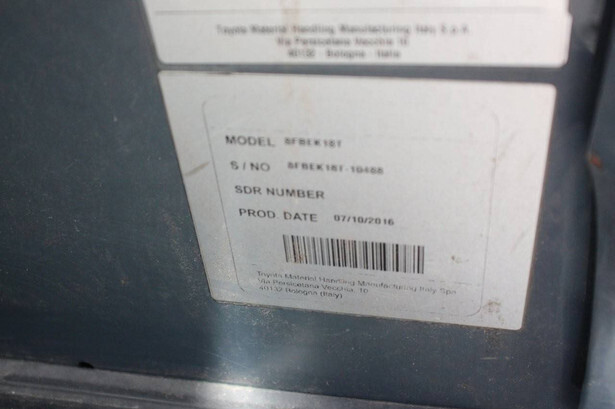 Toyota Material Handling Manufacturing Italy S.p.A.
Via Persicetana Vecchia 10
40132 - Bologna - Italia
MODEL 8FBEK18T
S / NO 8FBEK18T-10488
SDR NUMBER
PROD. DATE 07/10/2016
Toyota Material Handling Manufacturing Italy Spa
Via Persicetana Vecchia, 10
40132 Bologna (Italy)